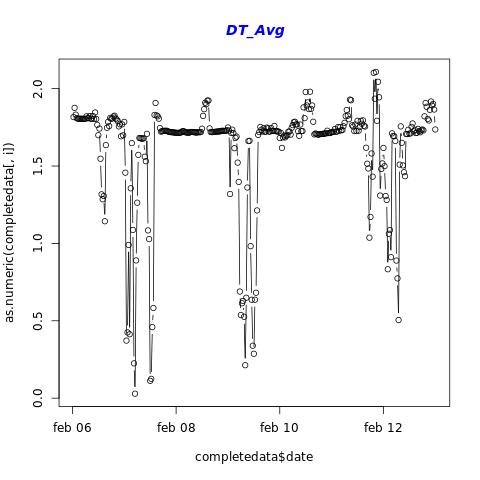 DT_Avg
as.numeric(completedata[, i])
2.0
1.5
1.0
0.5
0.0
feb 06
feb 08
feb 10
feb 12
completedata$date